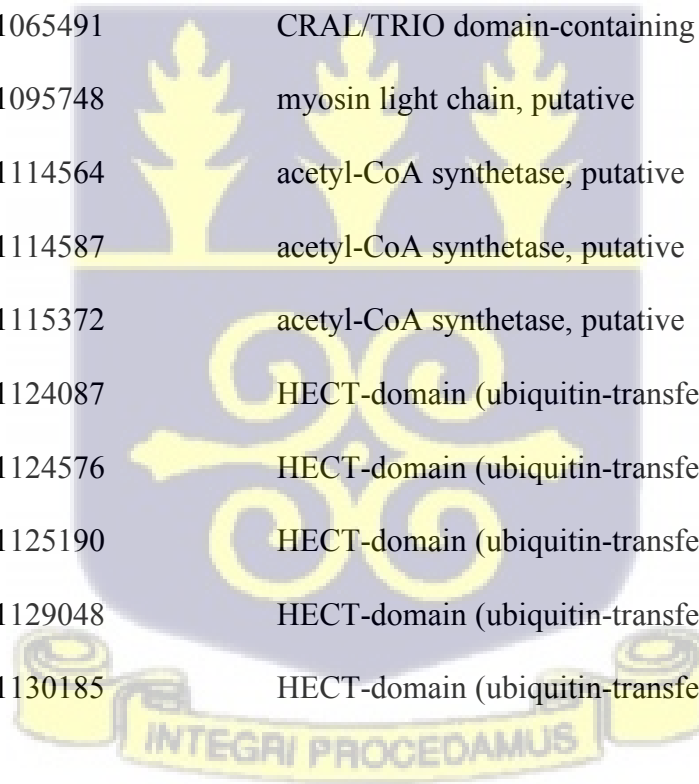 1065491 CRAL/TRIO domain-containing
1095748 myosin light chain, putative
1114564 acetyl-CoA synthetase, putative
1114587 acetyl-CoA synthetase, putative
1115372 acetyl-CoA synthetase, putative
1124087 HECT-domain (ubiquitin-transfe
1124576 HECT-domain (ubiquitin-transfe
1125190 HECT-domain (ubiquitin-transfe
1129048 HECT-domain (ubiquitin-transfe
1130185 HECT-domain (ubiquitin-transfe
INTEGRI PROCEDAMUS